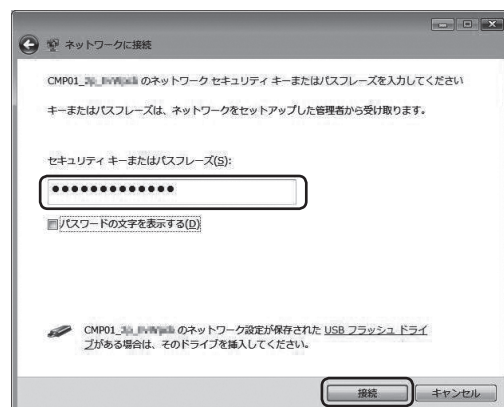 ネットワークに接続
CMP01_ のネットワーク セキュリティ キーまたはパスフレーズを入力してください
キーまたはパスフレーズは、ネットワークをセットアップした管理者から受け取ります。
セキュリティ キーまたはパスフレーズ(S):
●●●●●●●●●●●●●
パスワードの文字を表示する(D)
CMP01_ のネットワーク設定が保存された USB フラッシュ ドライ
ブがある場合は、そのドライブを挿入してください。
接続 キャンセル